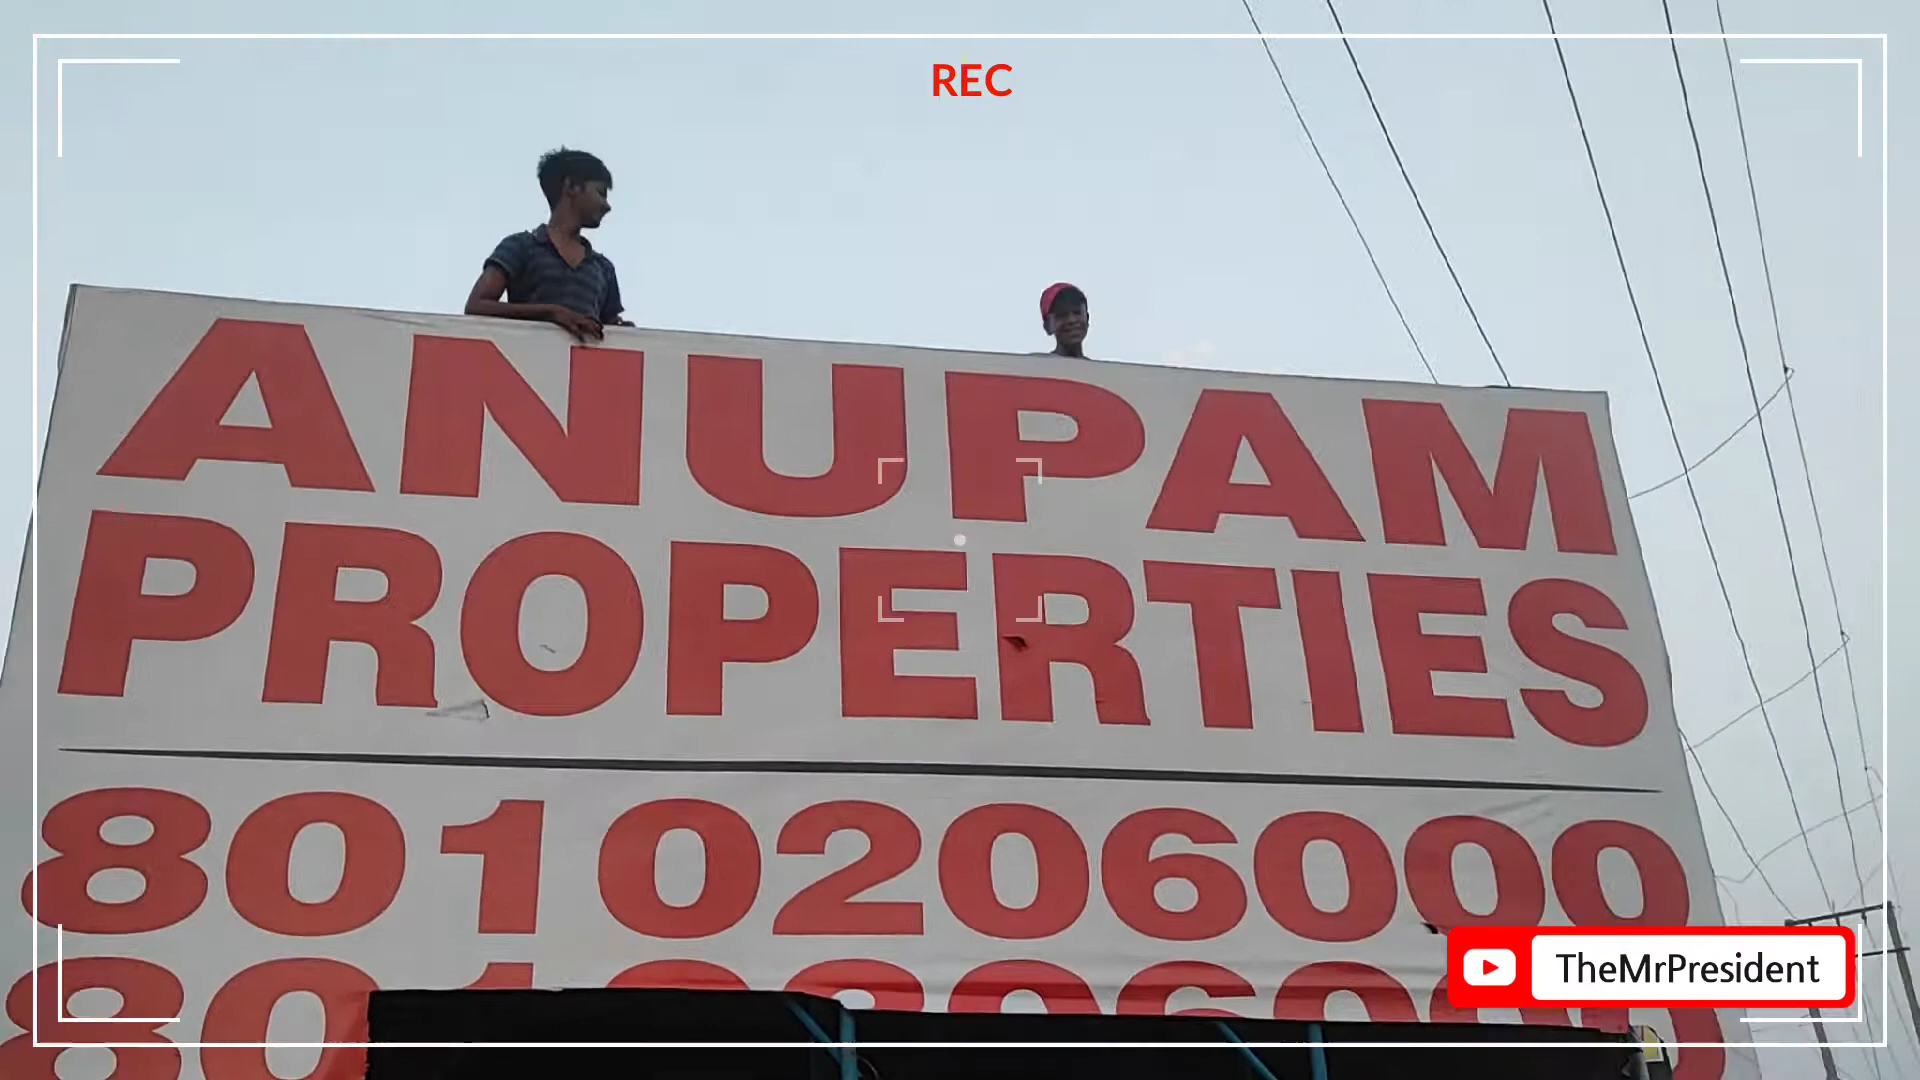 REC
ANUPAM
PROPERTIES
8010206000
TheMrPresident